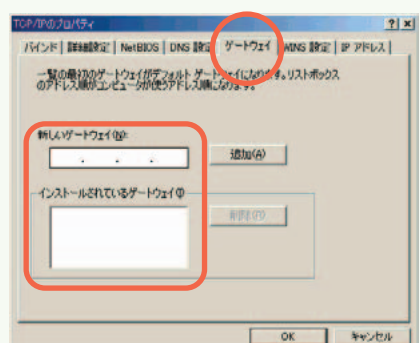 TCP/IPのプロパティ
バインド 詳細設定 NetBIOS DNS 設定 ゲートウェイ WINS 設定 IP アドレス
一覧の最初のゲートウェイがデフォルト ゲートウェイになります。リストボックス
のアドレス順がコンピュータが使うアドレス順になります。
新しいゲートウェイ(N):
. . .
追加(A)
インストールされているゲートウェイ(I)
削除(R)
OK キャンセル